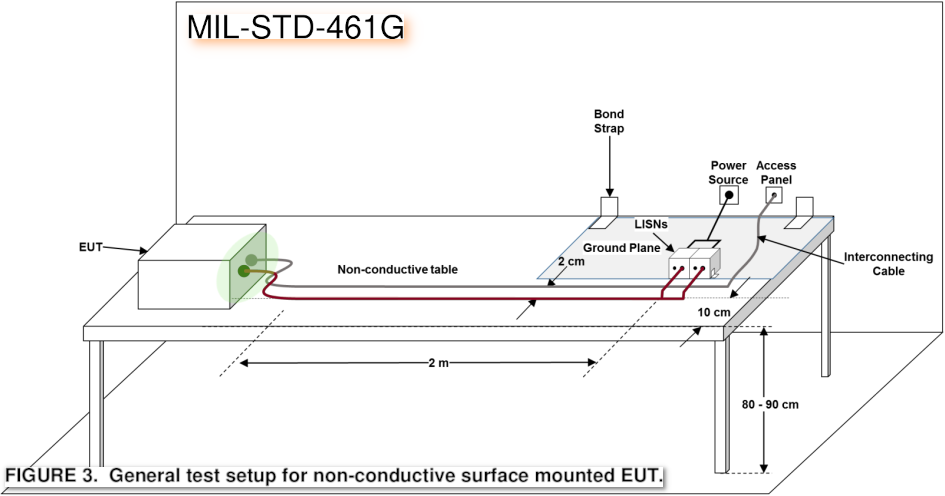 MIL-STD-461G
Bond
Strap
Power
Source
Access
Panel
LISNs
EUT
Ground Plane
Interconnecting
Cable
2 cm
Non-conductive table
10 cm
2 m
80 - 90 cm
FIGURE 3. General test setup for non-conductive surface mounted EUT.